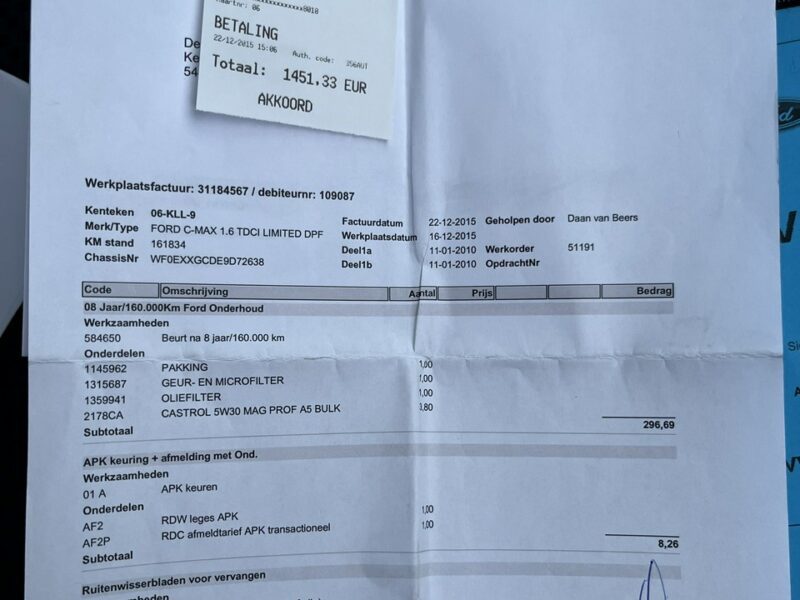 BETALING
22/12/2015 15:06 Auth. code:
Totaal: 1451.33 EUR
AKKOORD
De
Ke
54
Werkplaatsfactuur: 31184567 / debiteurnr: 109087
Kenteken 06-KLL-9 Factuurdatum 22-12-2015 Geholpen door Daan van Beers
Merk/Type FORD C-MAX 1.6 TDCI LIMITED DPF Werkplaatsdatum 16-12-2015
KM stand 161834 Deel1a 11-01-2010 Werkorder 51191
ChassisNr WF0EXXGCDE9D72638 Deel1b 11-01-2010 OpdrachtNr
Code Omschrijving Aantal Prijs Bedrag
08 Jaar/160.000Km Ford Onderhoud
Werkzaamheden
584650 Beurt na 8 jaar/160.000 km
Onderdelen
1145962 PAKKING 1,00
1315687 GEUR- EN MICROFILTER 1,00
1359941 OLIEFILTER 1,00
2178CA CASTROL 5W30 MAG PROF A5 BULK
Subtotaal 296,69
APK keuring + afmelding met Ond.
Werkzaamheden
01 A APK keuren
Onderdelen
AF2 RDW leges APK 1,00
AF2P RDC afmeldtarief APK transactioneel 1,00
Subtotaal 8,26
Ruitenwisserbladen voor vervangen